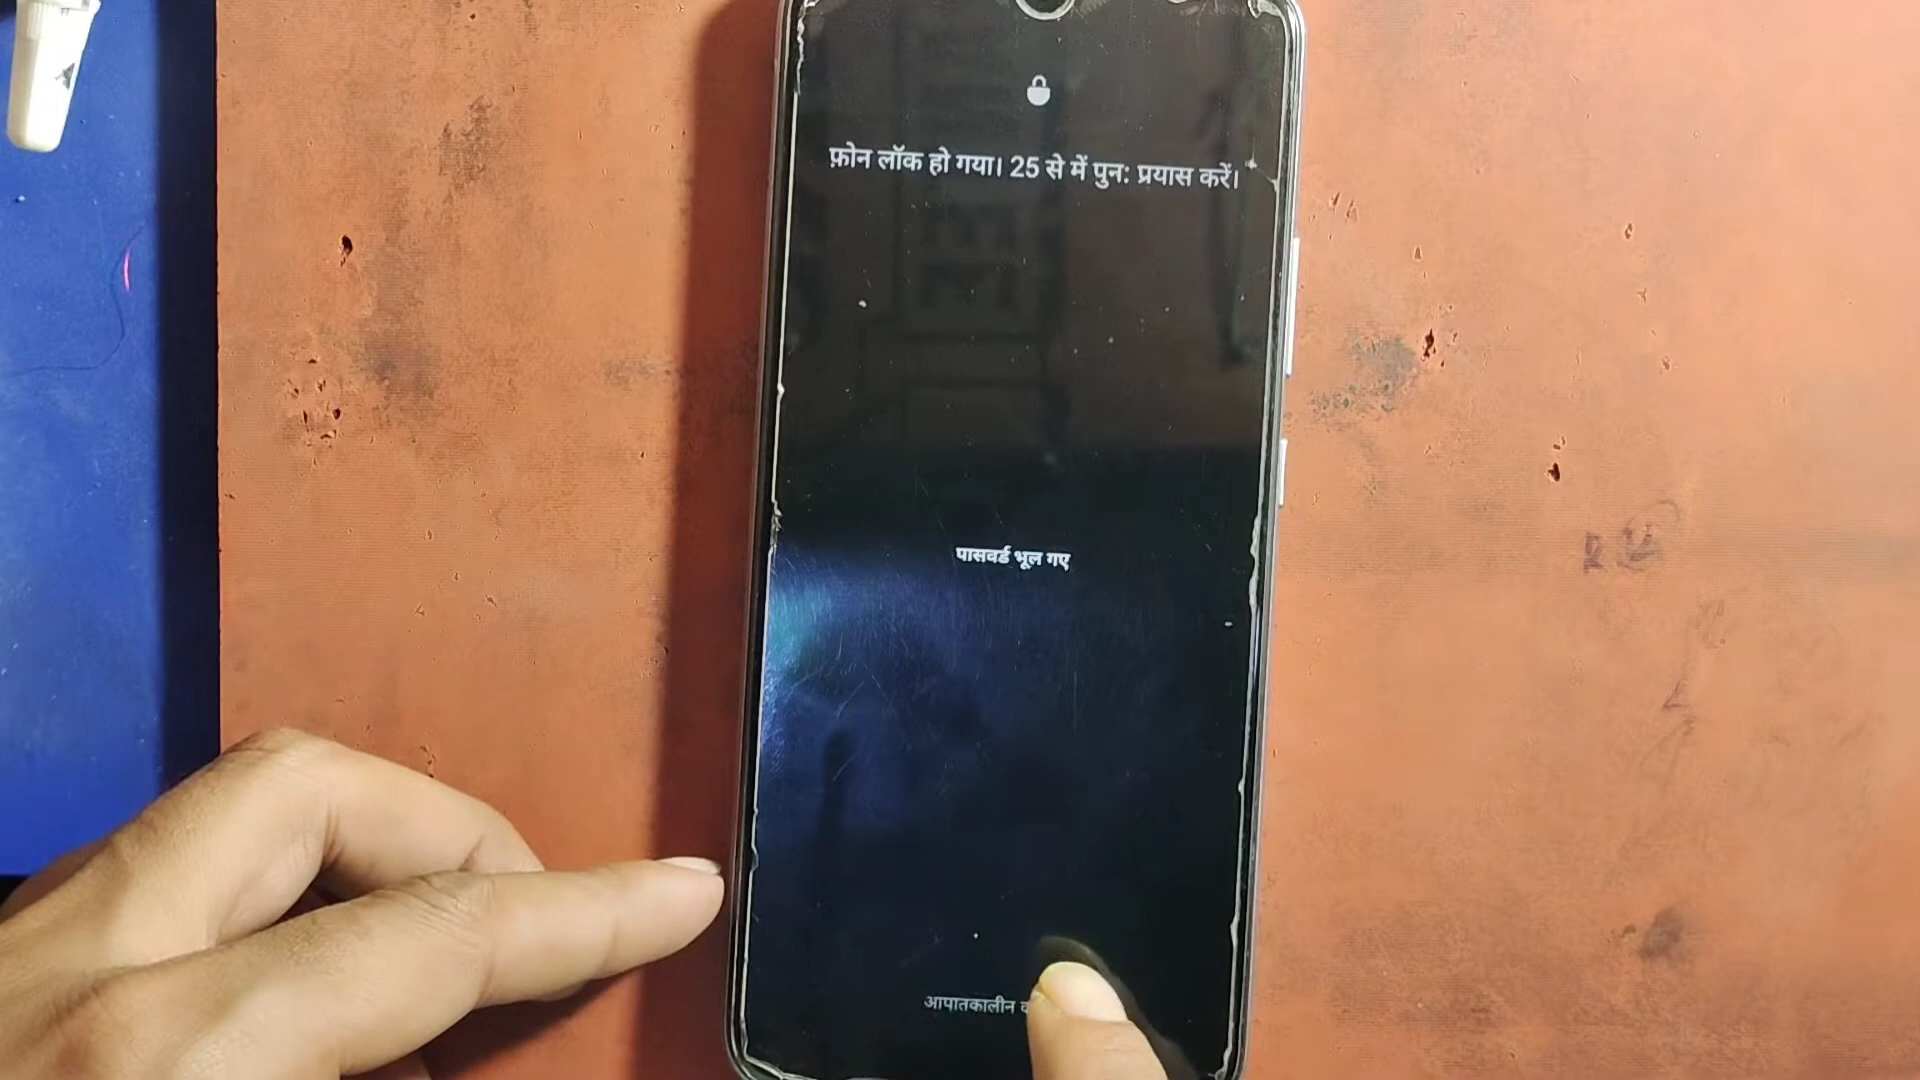 फ़ोन लॉक हो गया। 25 से में पुन: प्रयास करें।
पासवर्ड भूल गए
आपातकालीन